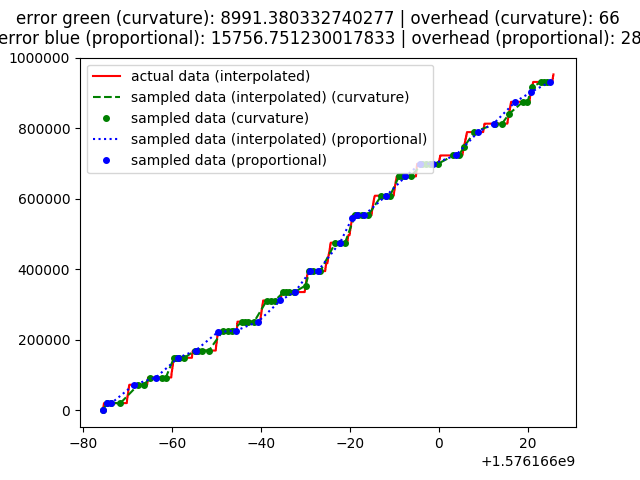 error green (curvature): 8991.380332740277 | overhead (curvature): 66
error blue (proportional): 15756.751230017833 | overhead (proportional): 28
1000000
800000
600000
400000
200000
0
actual data (interpolated)
sampled data (interpolated) (curvature)
sampled data (curvature)
sampled data (interpolated) (proportional)
sampled data (proportional)
−80 −60 −40 −20 0 20
+1.576166e9